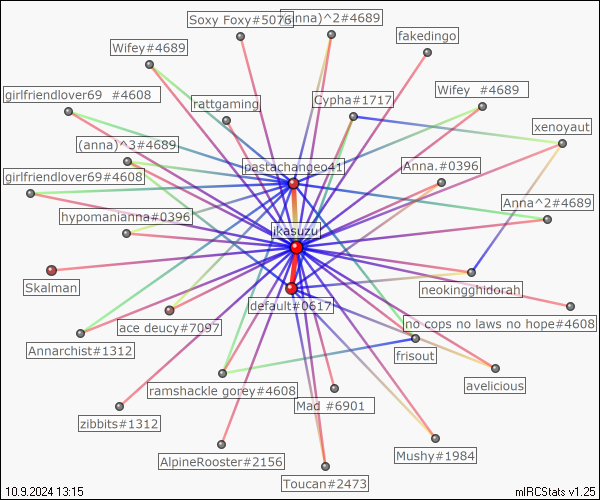 Soxy Foxy#5076
(anna)^2#4689
fakedingo
Wifey#4689
girlfriendlover69 #4608
rattgaming
Cypha#1717
Wifey #4689
xenoyaut
(anna)^3#4689
pastachangeo41
Anna.#0396
girlfriendlover69#4608
Anna^2#4689
hypomanianna#0396
ikasuzu
Skalman
neokingghidorah
default#0617
ace deucy#7097
no cops no laws no hope#4608
Annarchist#1312
frisout
ramshackle gorey#4608
avelicious
Mad #6901
zibbits#1312
AlpineRooster#2156
Mushy#1984
Toucan#2473
10.9.2024 13:15
mIRCStats v1.25